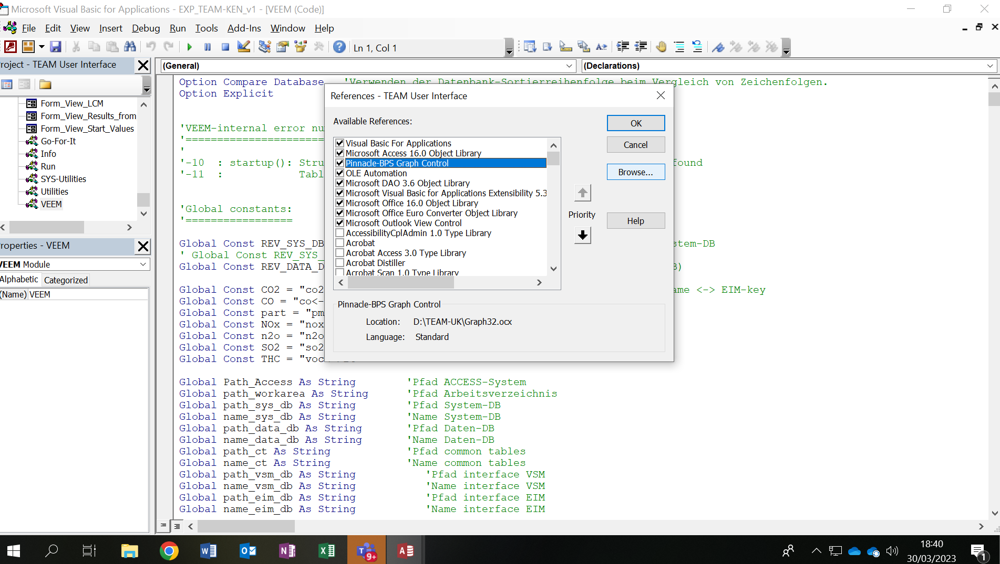 Microsoft Visual Basic for Applications - EXP_TEAM-KEN_v1 - [VEEM (Code)]
File Edit View Insert Debug Run Tools Add-Ins Window Help
Ln 1, Col 1
roject - TEAM User Interface
Form_View_LCM
Form_View_Results_from
Form_View_Start_Values
Go-For-It
Info
Run
SYS-Utilities
Utilities
VEEM
roperties - VEEM
VEEM Module
Alphabetic Categorized
(Name) VEEM
(General) (Declarations)
Option Compare Database 'Verwenden der Datenbank-Sortierreihenfolge beim Vergleich von Zeichenfolgen.
Option Explicit
'VEEM-internal error nu
'======================
'
'-10 : startup(): Stru ound
'-11 : Tabl
'Global constants:
'=================
Global Const REV_SYS_DB stem-DB
' Global Const REV_SYS_
Global Const REV_DATA_D B)
Global Const CO2 = "co2 ame <-> EIM-key
Global Const CO = "co<-
Global Const part = "pm
Global Const NOx = "nox
Global Const n2o = "n2o
Global Const SO2 = "so2
Global Const THC = "voc
Global Path_Access As String 'Pfad ACCESS-System
Global path_workarea As String 'Pfad Arbeitsverzeichnis
Global path_sys_db As String 'Pfad System-DB
Global name_sys_db As String 'Name System-DB
Global path_data_db As String 'Pfad Daten-DB
Global name_data_db As String 'Name Daten-DB
Global path_ct As String 'Pfad common tables
Global name_ct As String 'Name common tables
Global path_vsm_db As String 'Pfad interface VSM
Global name_vsm_db As String 'Name interface VSM
Global path_eim_db As String 'Pfad interface EIM
Global name_eim_db As String 'Name interface EIM
References - TEAM User Interface
Available References:
Visual Basic For Applications
Microsoft Access 16.0 Object Library
Pinnacle-BPS Graph Control
OLE Automation
Microsoft DAO 3.6 Object Library
Microsoft Visual Basic for Applications Extensibility 5.3
Microsoft Office 16.0 Object Library
Microsoft Office Euro Converter Object Library
Microsoft Outlook View Control
AccessibilityCplAdmin 1.0 Type Library
Acrobat
Acrobat Access 3.0 Type Library
Acrobat Distiller
Acrobat Scan 1.0 Type Library
OK
Cancel
Browse...
Priority
Help
Pinnacle-BPS Graph Control
Location: D:\TEAM-UK\Graph32.ocx
Language: Standard
9+
18:40
30/03/2023
1